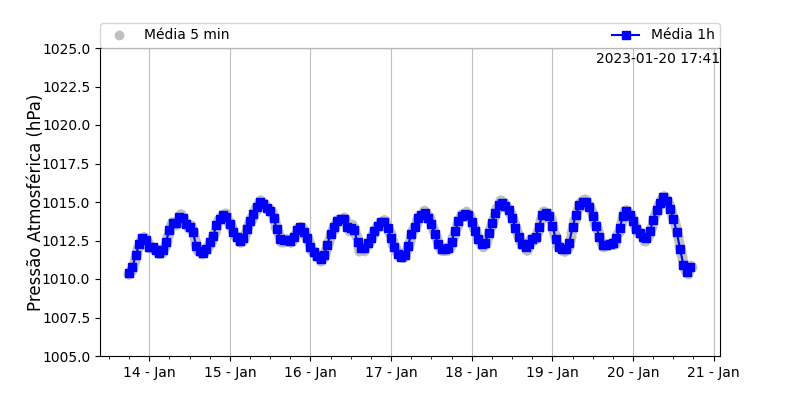 Média 5 min
Média 1h
2023-01-20 17:41
Pressão Atmosférica (hPa)
1025.0
1022.5
1020.0
1017.5
1015.0
1012.5
1010.0
1007.5
1005.0
14 - Jan
15 - Jan
16 - Jan
17 - Jan
18 - Jan
19 - Jan
20 - Jan
21 - Jan